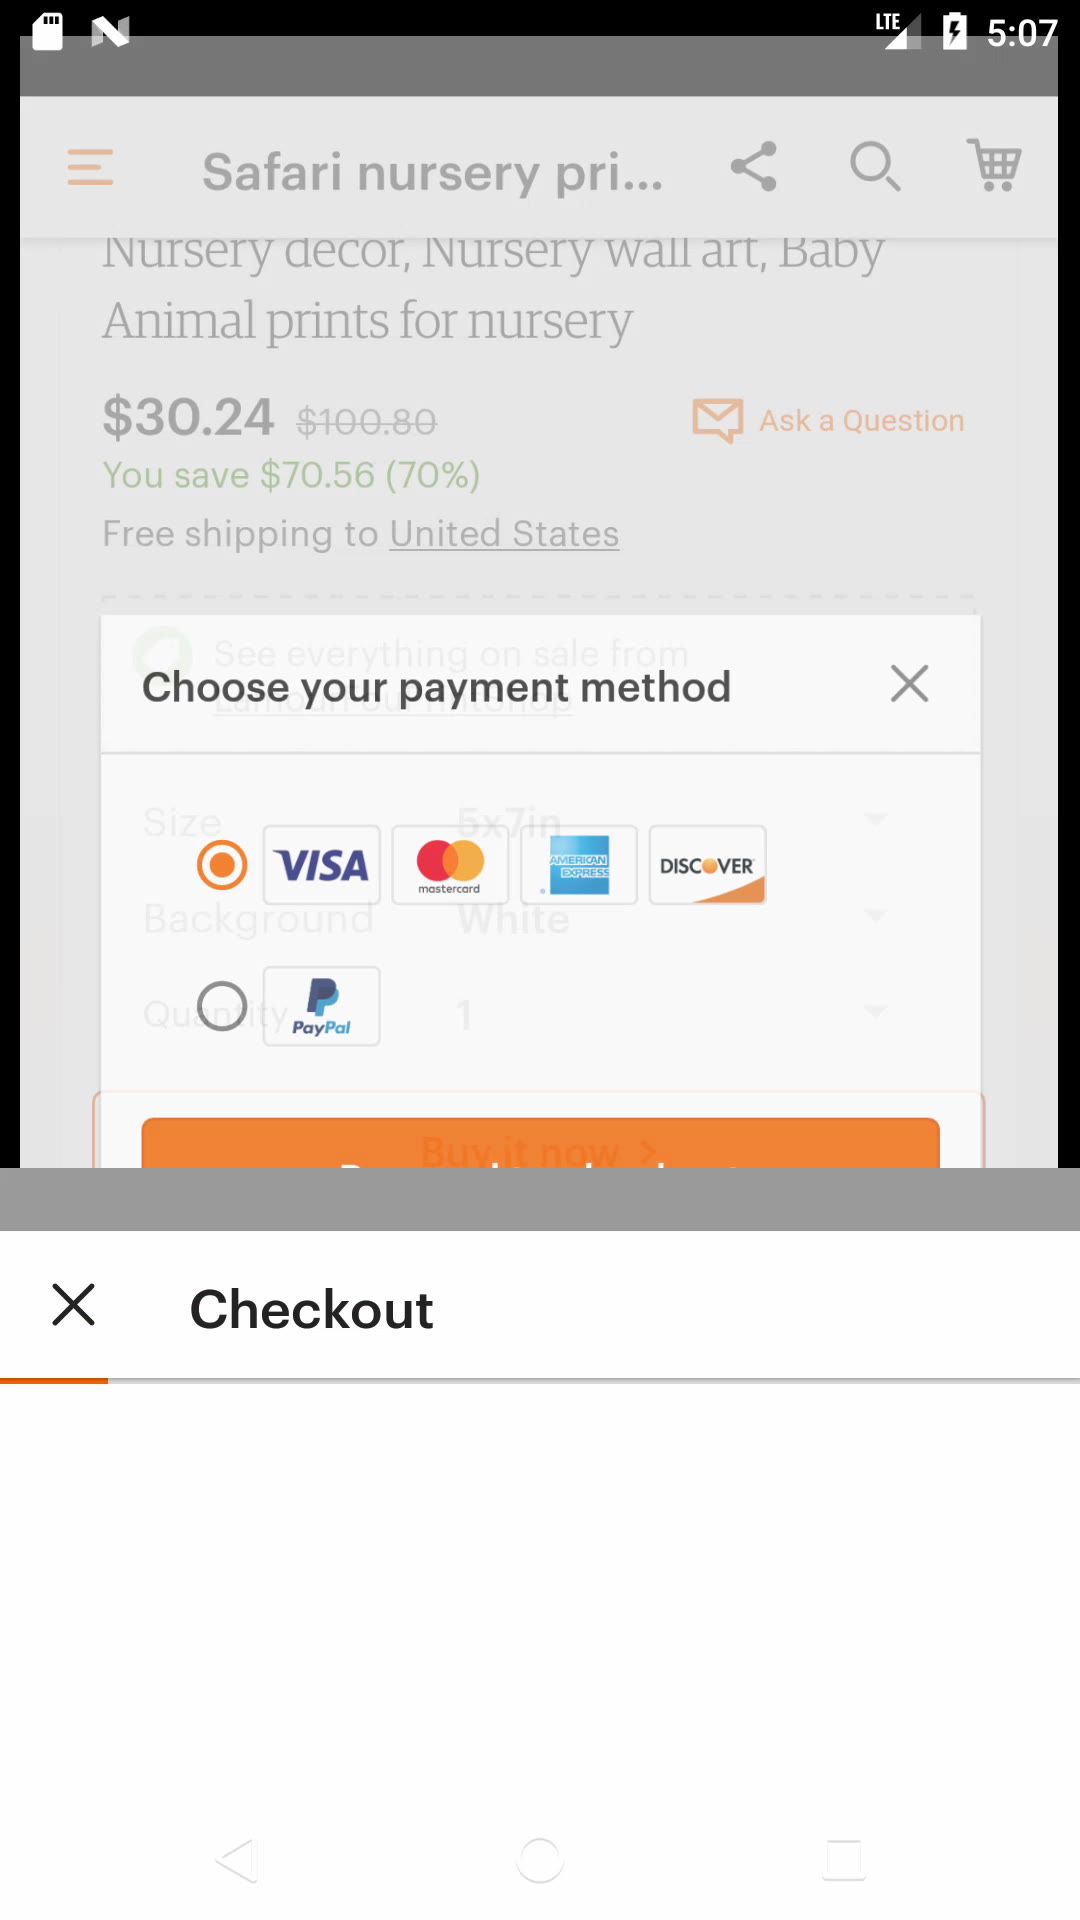 LTE 5:07
Safari nursery pri...
Nursery decor, Nursery wall art, Baby
Animal prints for nursery
$30.24 $100.80
Ask a Question
You save $70.56 (70%)
Free shipping to United States
See everything on sale from
Choose your payment method
Size 5x7in
VISA
mastercard
AMERICAN EXPRESS
DISCOVER
Background White
Quantity 1
PayPal
Buy it now
Checkout